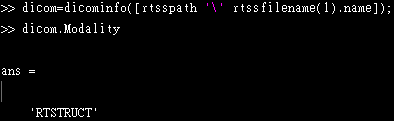 >> dicom=dicominfo([rtsspath '\' rtssfilename(1).name]);
>> dicom.Modality
ans =
'RTSTRUCT'